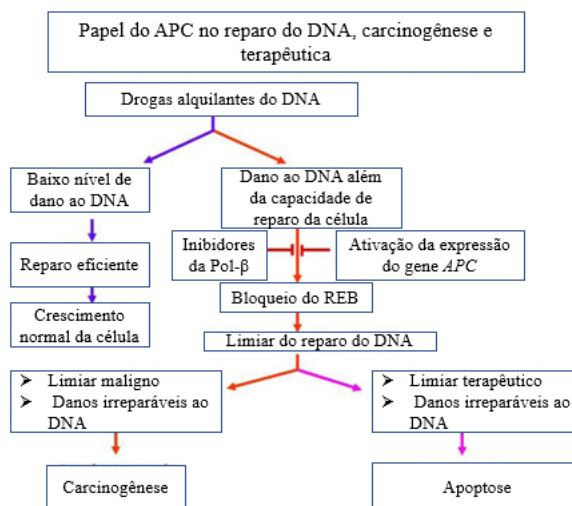 Papel do APC no reparo do DNA, carcinogênese e
terapêutica
Drogas alquilantes do DNA
Baixo nível de
dano ao DNA
Dano ao DNA além
da capacidade de
reparo da célula
Reparo eficiente
Inibidores
da Pol-β
Ativação da expressão
do gene APC
Crescimento
normal da célula
Bloqueio do REB
Limiar do reparo do DNA
➤ Limiar maligno
➤ Danos irreparáveis ao
DNA
➤ Limiar terapêutico
➤ Danos irreparáveis ao
DNA
Carcinogênese
Apoptose